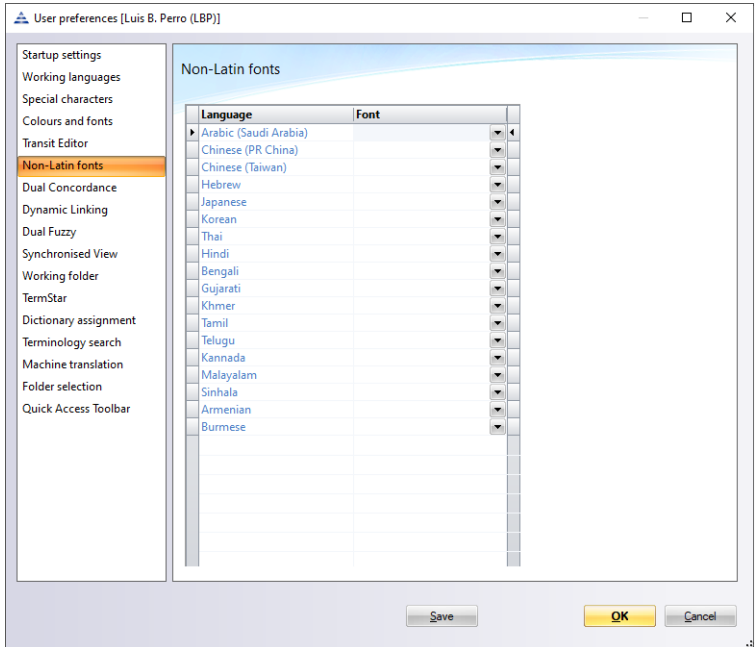 User preferences [Luis B. Perro (LBP)]
Startup settings
Working languages
Special characters
Colours and fonts
Transit Editor
Non-Latin fonts
Dual Concordance
Dynamic Linking
Dual Fuzzy
Synchronised View
Working folder
TermStar
Dictionary assignment
Terminology search
Machine translation
Folder selection
Quick Access Toolbar
Non-Latin fonts
Language Font
Arabic (Saudi Arabia)
Chinese (PR China)
Chinese (Taiwan)
Hebrew
Japanese
Korean
Thai
Hindi
Bengali
Gujarati
Khmer
Tamil
Telugu
Kannada
Malayalam
Sinhala
Armenian
Burmese
Save OK Cancel